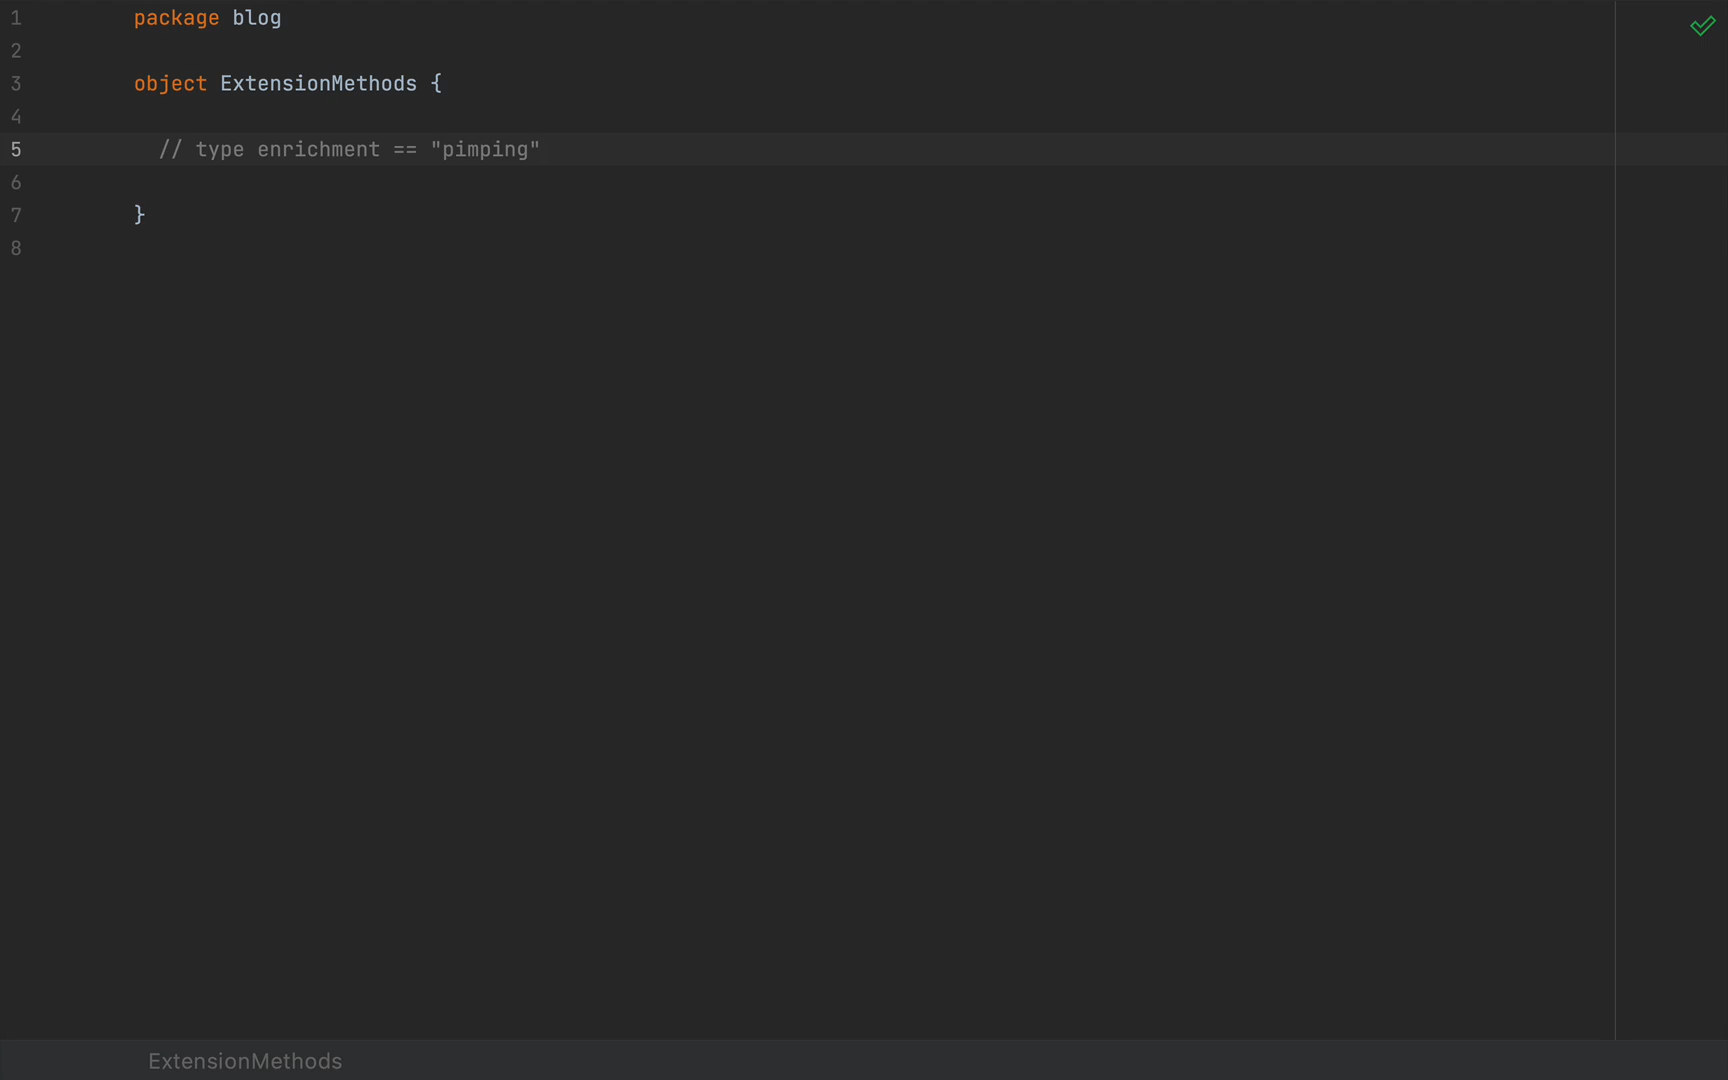 1 package blog
2
3 object ExtensionMethods {
4
5 // type enrichment == "pimping"
6
7 }
8
ExtensionMethods